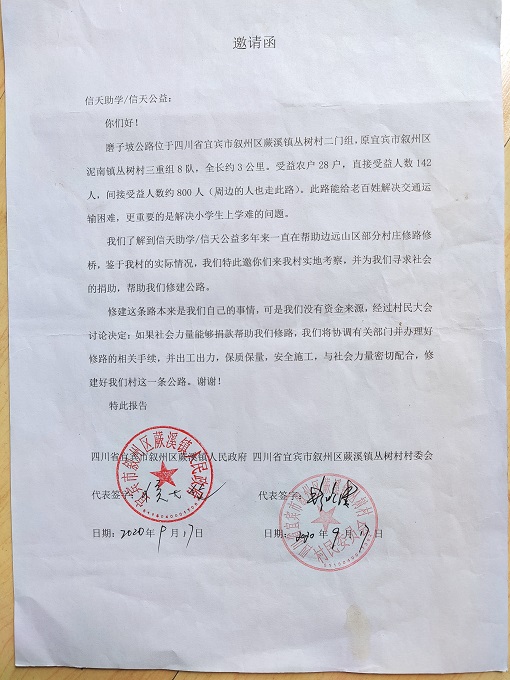 邀请函
信天助学/信天公益：
你们好！
磨子坡公路位于四川省宜宾市叙州区蕨溪镇丛树村二门组，原宜宾市叙州区
泥南镇丛树村三重组8队，全长约3公里。受益农户28户，直接受益人数142
人，间接受益人数约800人（周边的人也走此路）。此路能给老百姓解决交通运
输困难，更重要的是解决小学生上学难的问题。
我们了解到信天助学/信天公益多年来一直在帮助边远山区部分村庄修路修
桥，鉴于我村的实际情况，我们特此邀你们来我村实地考察，并为我们寻求社会
的捐助，帮助我们修建公路。
修建这条路本来是我们自己的事情，可是我们没有资金来源，经过村民大会
讨论决定：如果社会力量能够捐款帮助我们修路，我们将协调有关部门并办理好
修路的相关手续，并出工出力，保质保量，安全施工，与社会力量密切配合，修
建好我们村这一条公路。谢谢！
特此报告
四川省宜宾市叙州区蕨溪镇人民政府 四川省宜宾市叙州区蕨溪镇丛树村村委会
代表签字： 代表签字：
日期：2020年9月17日 日期：2020年9月17日
宜宾市叙州区蕨溪镇人民政府